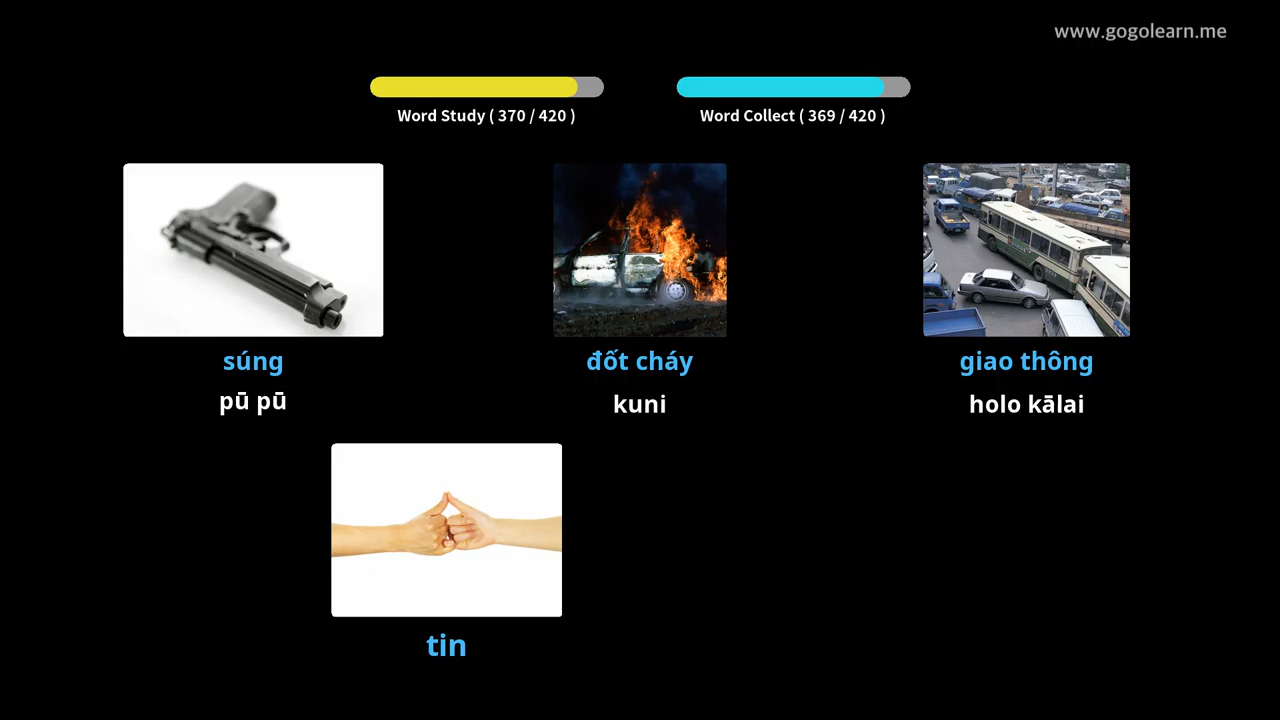 www.gogolearn.me
Word Study ( 370 / 420 )
Word Collect ( 369 / 420 )
súng
đốt cháy
giao thông
pū pū
kuni
holo kālai
tin